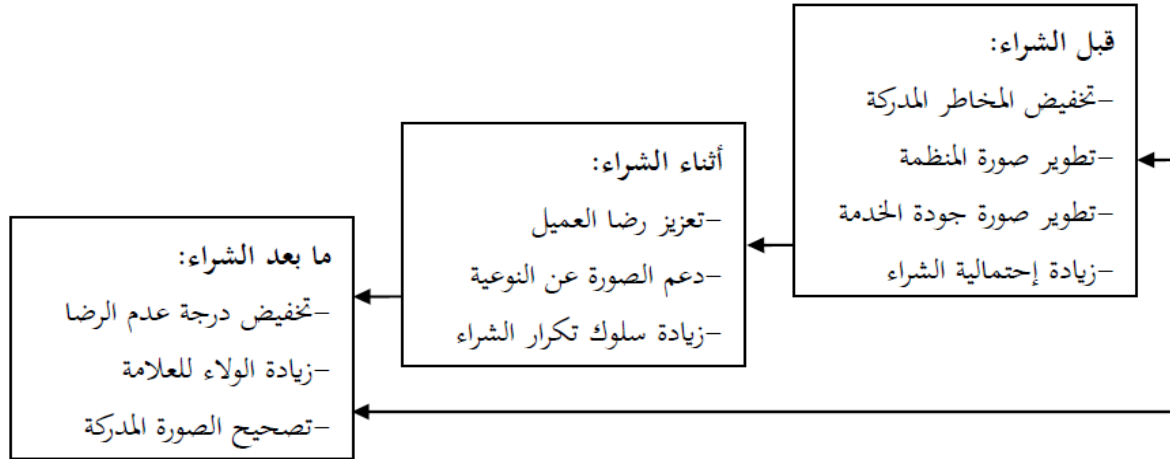 قبل الشراء:
-تخفيض المخاطر المدركة
-تطوير صورة المنظمة
-تطوير صورة جودة الخدمة
-زيادة إحتمالية الشراء
أثناء الشراء:
-تعزيز رضا العميل
-دعم الصورة عن النوعية
-زيادة سلوك تكرار الشراء
ما بعد الشراء:
-تخفيض درجة عدم الرضا
-زيادة الولاء للعلامة
-تصحيح الصورة المدركة